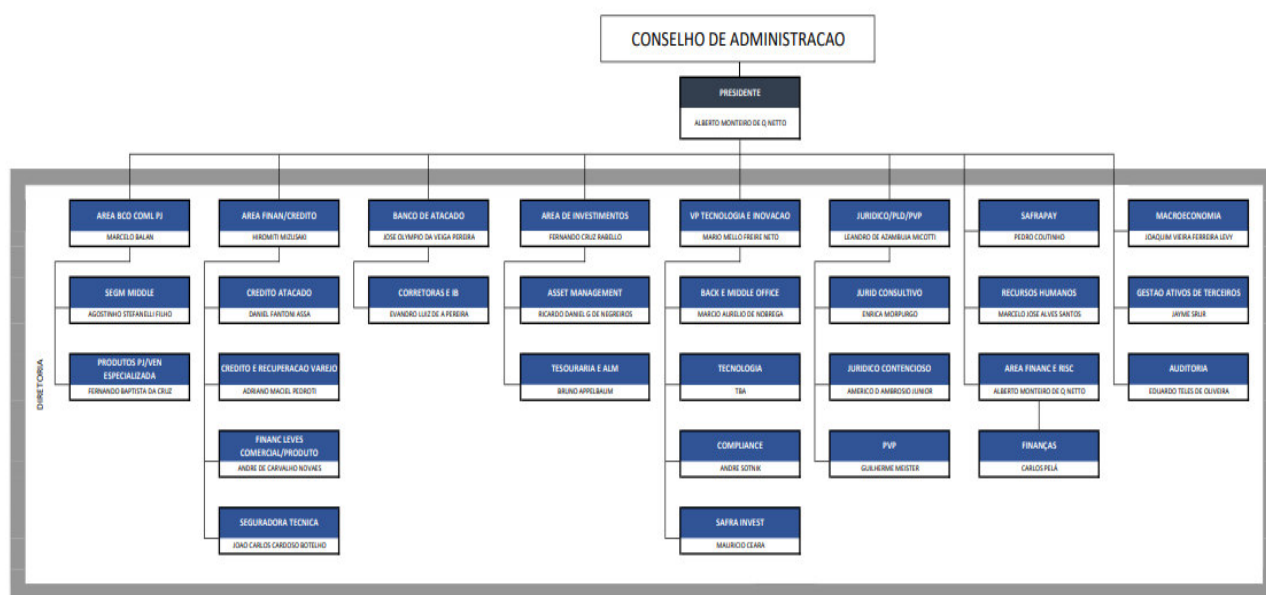 CONSELHO DE ADMINISTRACAO
PRESIDENTE
ALBERTO MONTEIRO DE Q NETTO
DIRETORIA
AREA BCO COML PJ
MARCELO BALAN
SEGM MIDDLE
AGOSTINHO STEFANELLI FILHO
PRODUTOS PJ/VEN
ESPECIALIZADA
FERNANDO BAPTISTA DA CRUZ
AREA FINAN/CREDITO
HIROMITI MIZUSAKI
CREDITO ATACADO
DANIEL FANTONI ASSA
CREDITO E RECUPERACAO VAREJO
ADRIANO MACIEL PEDROTI
FINANC LEVES
COMERCIAL/PRODUTO
ANDRE DE CARVALHO NOVAES
SEGURADORA TECNICA
JOAO CARLOS CARDOSO BOTELHO
BANCO DE ATACADO
JOSE OLYMPIO DA VEIGA PEREIRA
CORRETORAS E IB
EVANDRO LUIZ DE A PEREIRA
AREA DE INVESTIMENTOS
FERNANDO CRUZ RABELLO
ASSET MANAGEMENT
RICARDO DANIEL G DE NEGREIROS
TESOURARIA E ALM
BRUNO APPELBAUM
VP TECNOLOGIA E INOVACAO
MARIO MELLO FREIRE NETO
BACK E MIDDLE OFFICE
MARCIO AURELIO DE NOBREGA
TECNOLOGIA
TBA
COMPLIANCE
ANDRE SOTNIK
SAFRA INVEST
MAURICIO CEARA
JURIDICO/PLD/PVP
LEANDRO DE AZAMBUJA MICOTTI
JURID CONSULTIVO
ENRICA MORPURGO
JURIDICO CONTENCIOSO
AMERICO D AMBROSIO JUNIOR
PVP
GUILHERME MEISTER
SAFRAPAY
PEDRO COUTINHO
RECURSOS HUMANOS
MARCELO JOSE ALVES SANTOS
AREA FINANC E RISC
ALBERTO MONTEIRO DE Q NETTO
FINANÇAS
CARLOS PELÁ
MACROECONOMIA
JOAQUIM VIEIRA FERREIRA LEVY
GESTAO ATIVOS DE TERCEIROS
JAYME SRUR
AUDITORIA
EDUARDO TELES DE OLIVEIRA